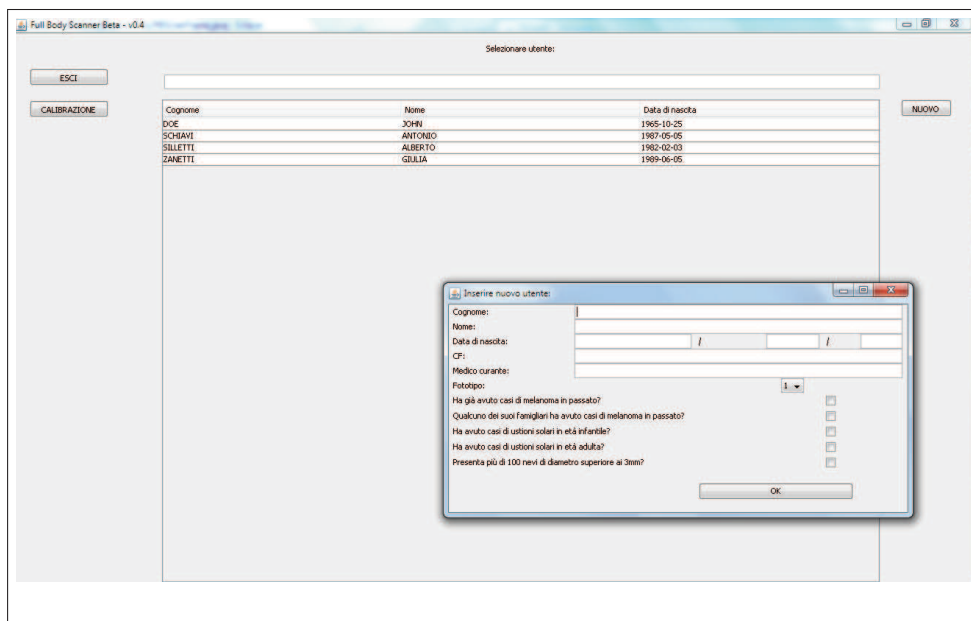 Full Body Scanner Beta - v0.4
Selezionare utente:
ESCI
CALIBRAZIONE
NUOVO
Cognome Nome Data di nascita
DOE JOHN 1965-10-25
SCHIAVI ANTONIO 1987-05-05
SILLETTI ALBERTO 1982-02-03
ZANETTI GIULIA 1989-06-05
Inserire nuovo utente:
Cognome:
Nome:
Data di nascita: / /
CF:
Medico curante:
Fototipo: 1
Ha già avuto casi di melanoma in passato?
Qualcuno dei suoi famigliari ha avuto casi di melanoma in passato?
Ha avuto casi di ustioni solari in età infantile?
Ha avuto casi di ustioni solari in età adulta?
Presenta più di 100 nevi di diametro superiore ai 3mm?
OK